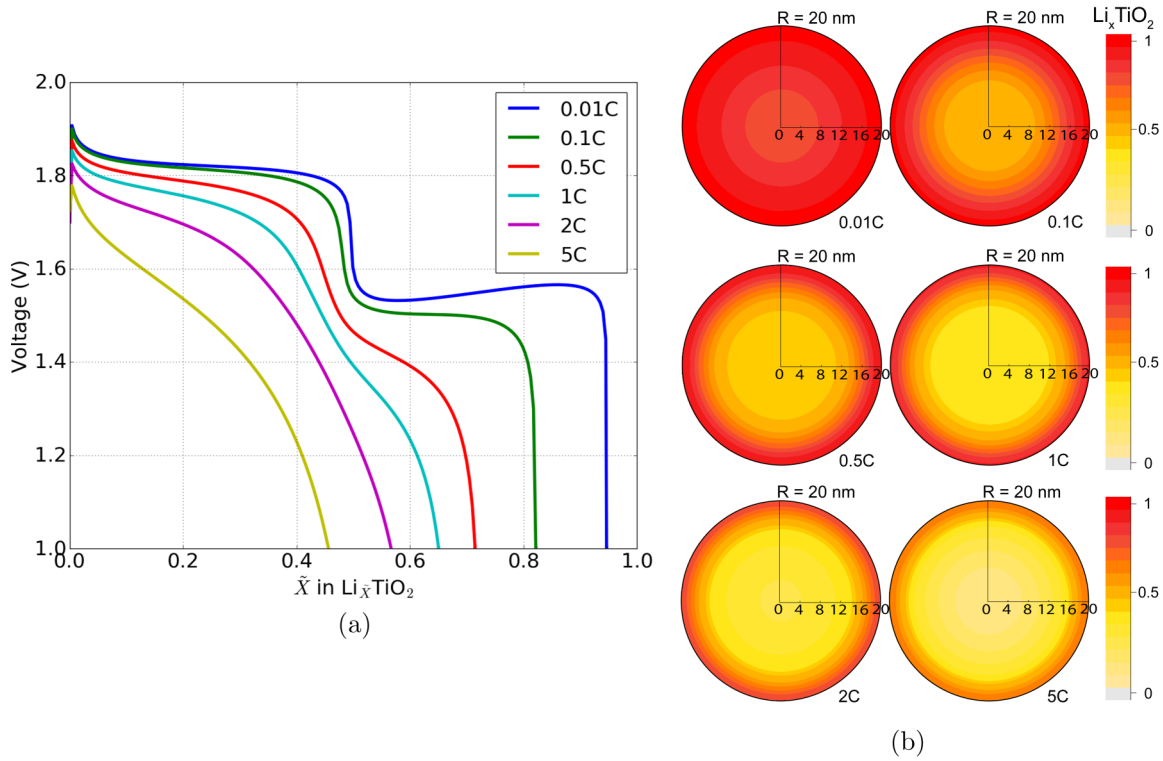 2.0
1.8
1.6
1.4
1.2
1.0
Voltage (V)
0.0 0.2 0.4 0.6 0.8 1.0
X̃ in Li_X̃TiO₂
0.01C
0.1C
0.5C
1C
2C
5C
(a)
R = 20 nm
0 4 8 12 16 20
0.01C
R = 20 nm
0 4 8 12 16 20
0.1C
LiₓTiO₂
1
0.5
0
R = 20 nm
0 4 8 12 16 20
0.5C
R = 20 nm
0 4 8 12 16 20
1C
1
0.5
0
R = 20 nm
0 4 8 12 16 20
2C
R = 20 nm
0 4 8 12 16 20
5C
1
0.5
0
(b)